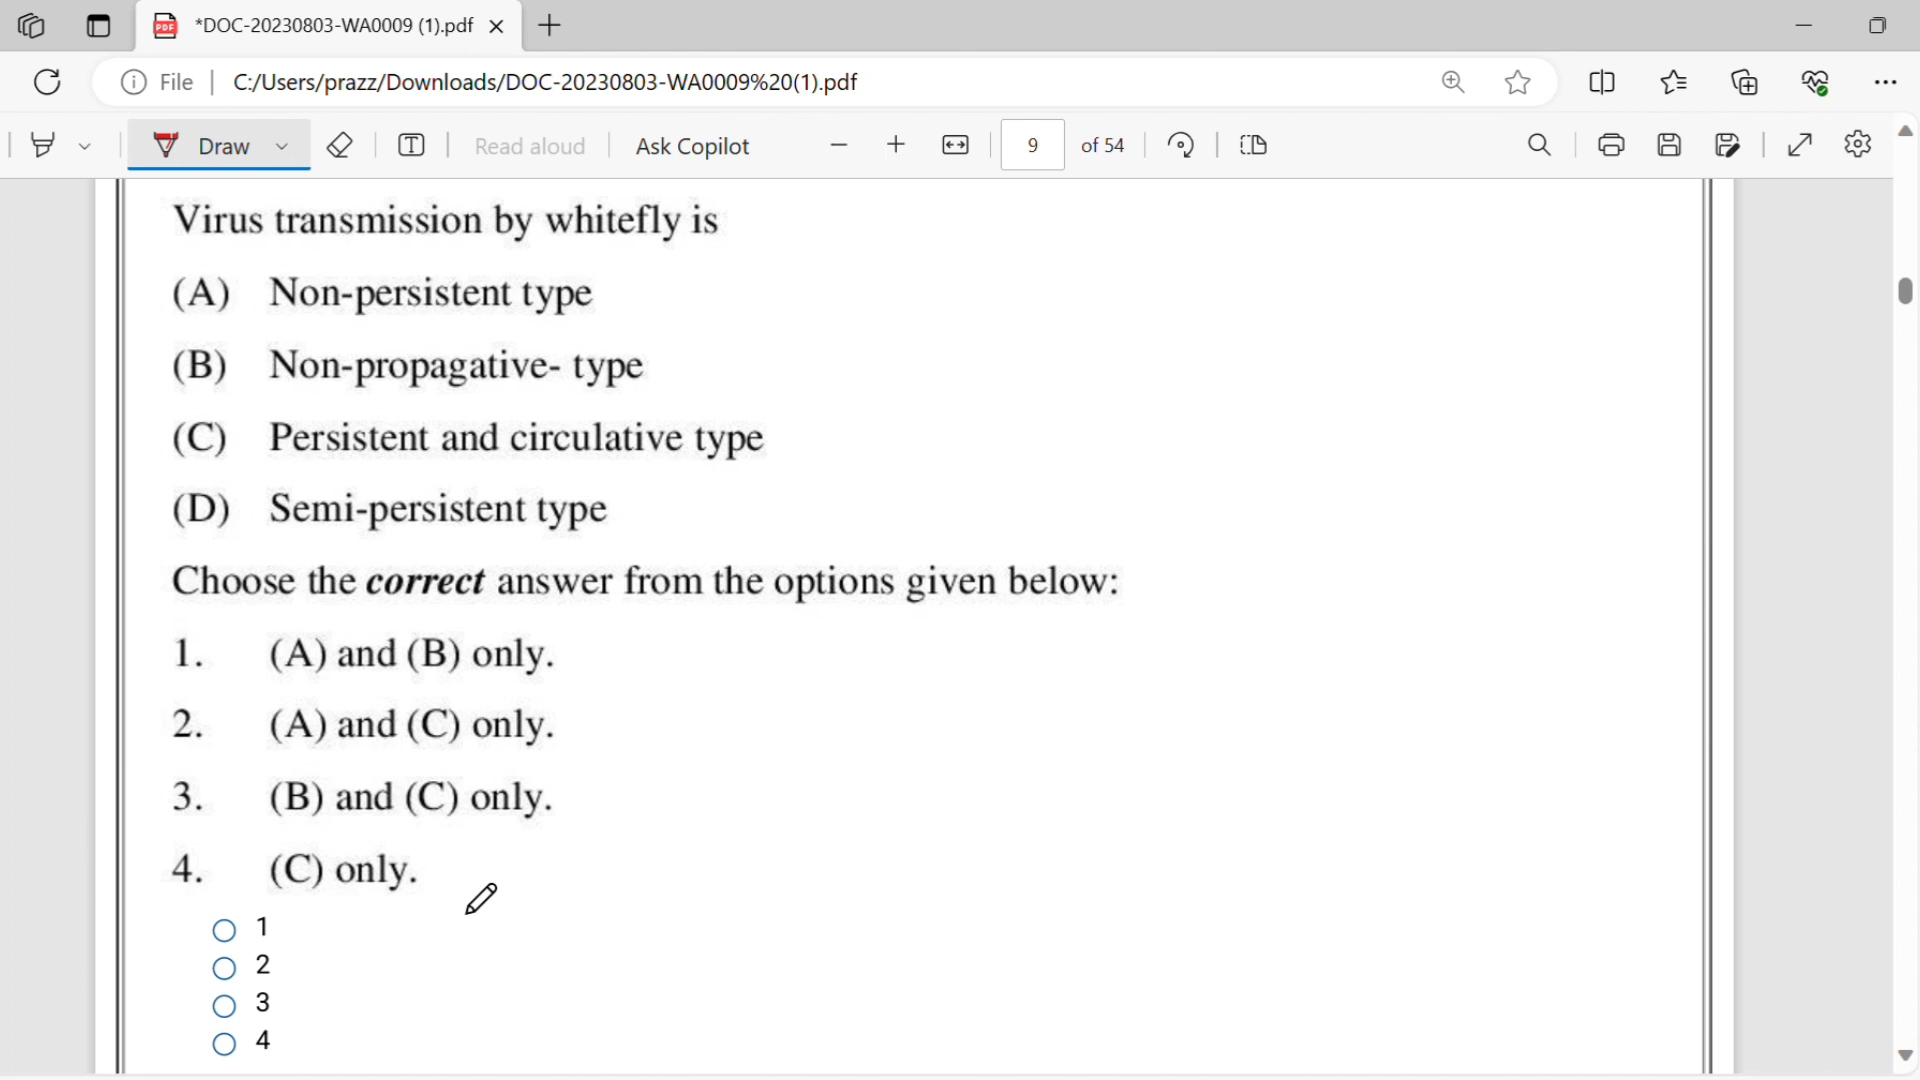 *DOC-20230803-WA0009 (1).pdf
File
C:/Users/prazz/Downloads/DOC-20230803-WA0009%20(1).pdf
Draw
Read aloud
Ask Copilot
9
of 54
Virus transmission by whitefly is
(A) Non-persistent type
(B) Non-propagative- type
(C) Persistent and circulative type
(D) Semi-persistent type
Choose the correct answer from the options given below:
1. (A) and (B) only.
2. (A) and (C) only.
3. (B) and (C) only.
4. (C) only.
1
2
3
4